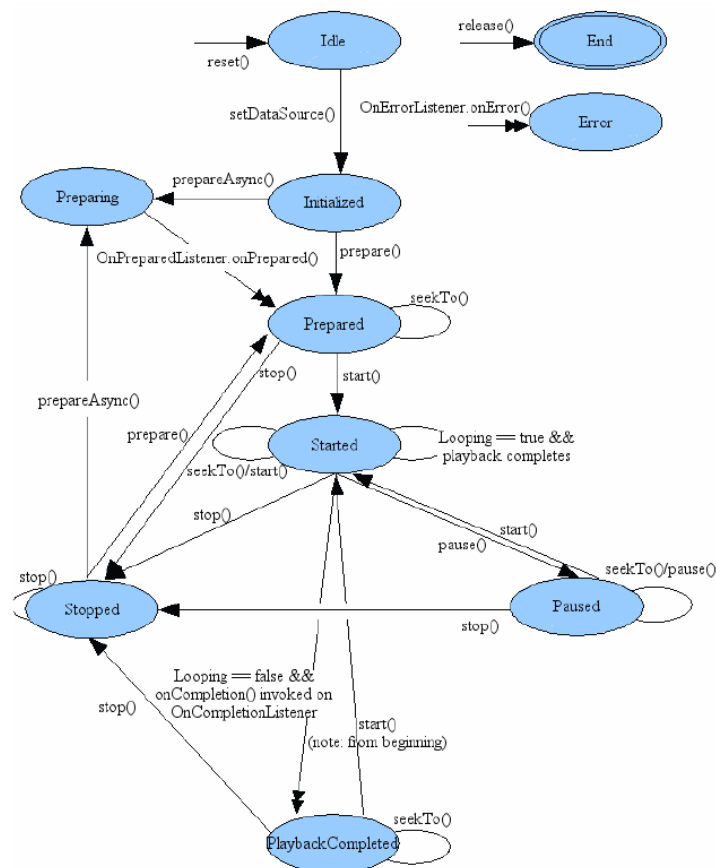 Idle
release()
End
reset()
setDataSource()
OnErrorListener.onError()
Error
Preparing
prepareAsync()
Initialized
OnPreparedListener.onPrepared()
prepare()
Prepared
seekTo()
stop()
start()
prepareAsync()
prepare()
Started
Looping == true &&
playback completes
seekTo()/start()
stop()
start()
pause()
stop()
Stopped
seekTo()/pause()
Paused
stop()
Looping == false &&
onCompletion() invoked on
OnCompletionListener
stop()
start()
(note: from beginning)
PlaybackCompleted
seekTo()